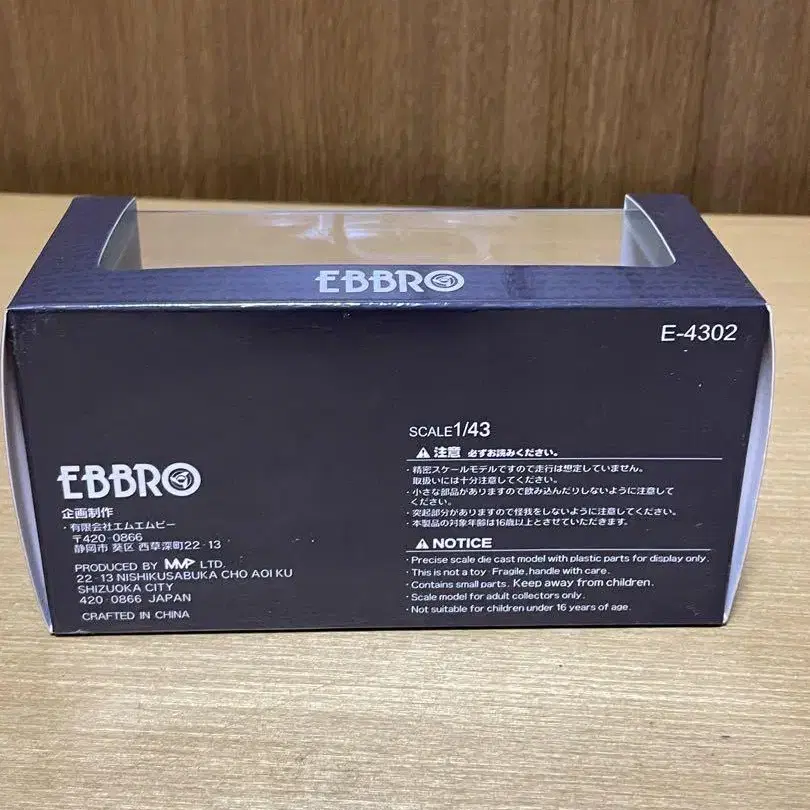 EBBRO
E-4302
EBBRO
企画制作
・有限会社エムエムピー
〒420-0866
静岡市 葵区 西草深町22-13
PRODUCED BY MMP LTD.
22-13 NISHIKUSABUKA CHO AOI KU
SHIZUOKA CITY
420-0866 JAPAN
CRAFTED IN CHINA
SCALE1/43
⚠ 注意 必ずお読みください。
・精密スケールモデルですので走行は想定していません。
取扱いには十分注意してください。
・小さな部品がありますので飲み込んだりしないように注意して
ください。
・突起部分がありますので怪我をしないように注意してください。
・本製品の対象年齢は16歳以上とさせていただきます。
⚠ NOTICE
・Precise scale die cast model with plastic parts for display only.
・This is not a toy. Fragile, handle with care.
・Contains small parts. Keep away from children.
・Scale model for adult collectors only.
・Not suitable for children under 16 years of age.